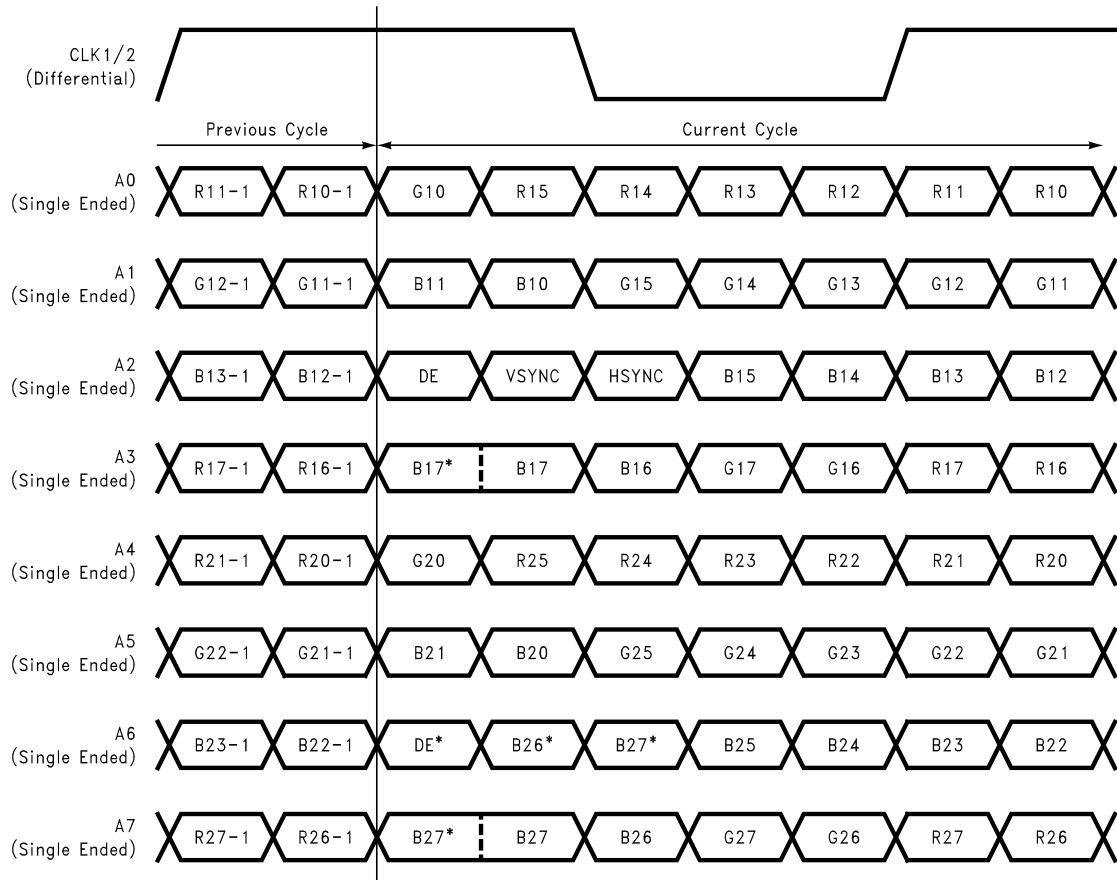 CLK1/2
(Differential)
Previous Cycle
Current Cycle
A0
(Single Ended)
R11-1 R10-1 G10 R15 R14 R13 R12 R11 R10
A1
(Single Ended)
G12-1 G11-1 B11 B10 G15 G14 G13 G12 G11
A2
(Single Ended)
B13-1 B12-1 DE VSYNC HSYNC B15 B14 B13 B12
A3
(Single Ended)
R17-1 R16-1 B17* B17 B16 G17 G16 R17 R16
A4
(Single Ended)
R21-1 R20-1 G20 R25 R24 R23 R22 R21 R20
A5
(Single Ended)
G22-1 G21-1 B21 B20 G25 G24 G23 G22 G21
A6
(Single Ended)
B23-1 B22-1 DE* B26* B27* B25 B24 B23 B22
A7
(Single Ended)
R27-1 R26-1 B27* B27 B26 G27 G26 R27 R26